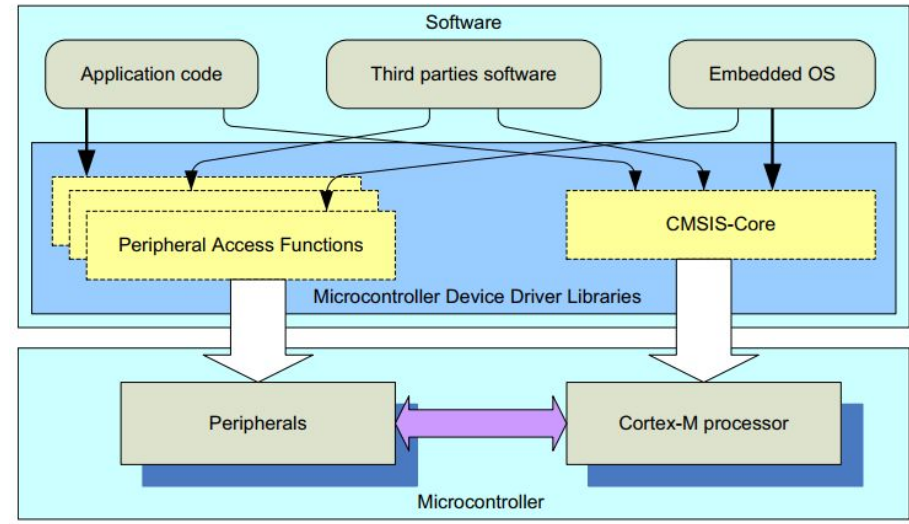 Software
Application code
Third parties software
Embedded OS
CMSIS-Core
Peripheral Access Functions
Microcontroller Device Driver Libraries
Peripherals
Cortex-M processor
Microcontroller